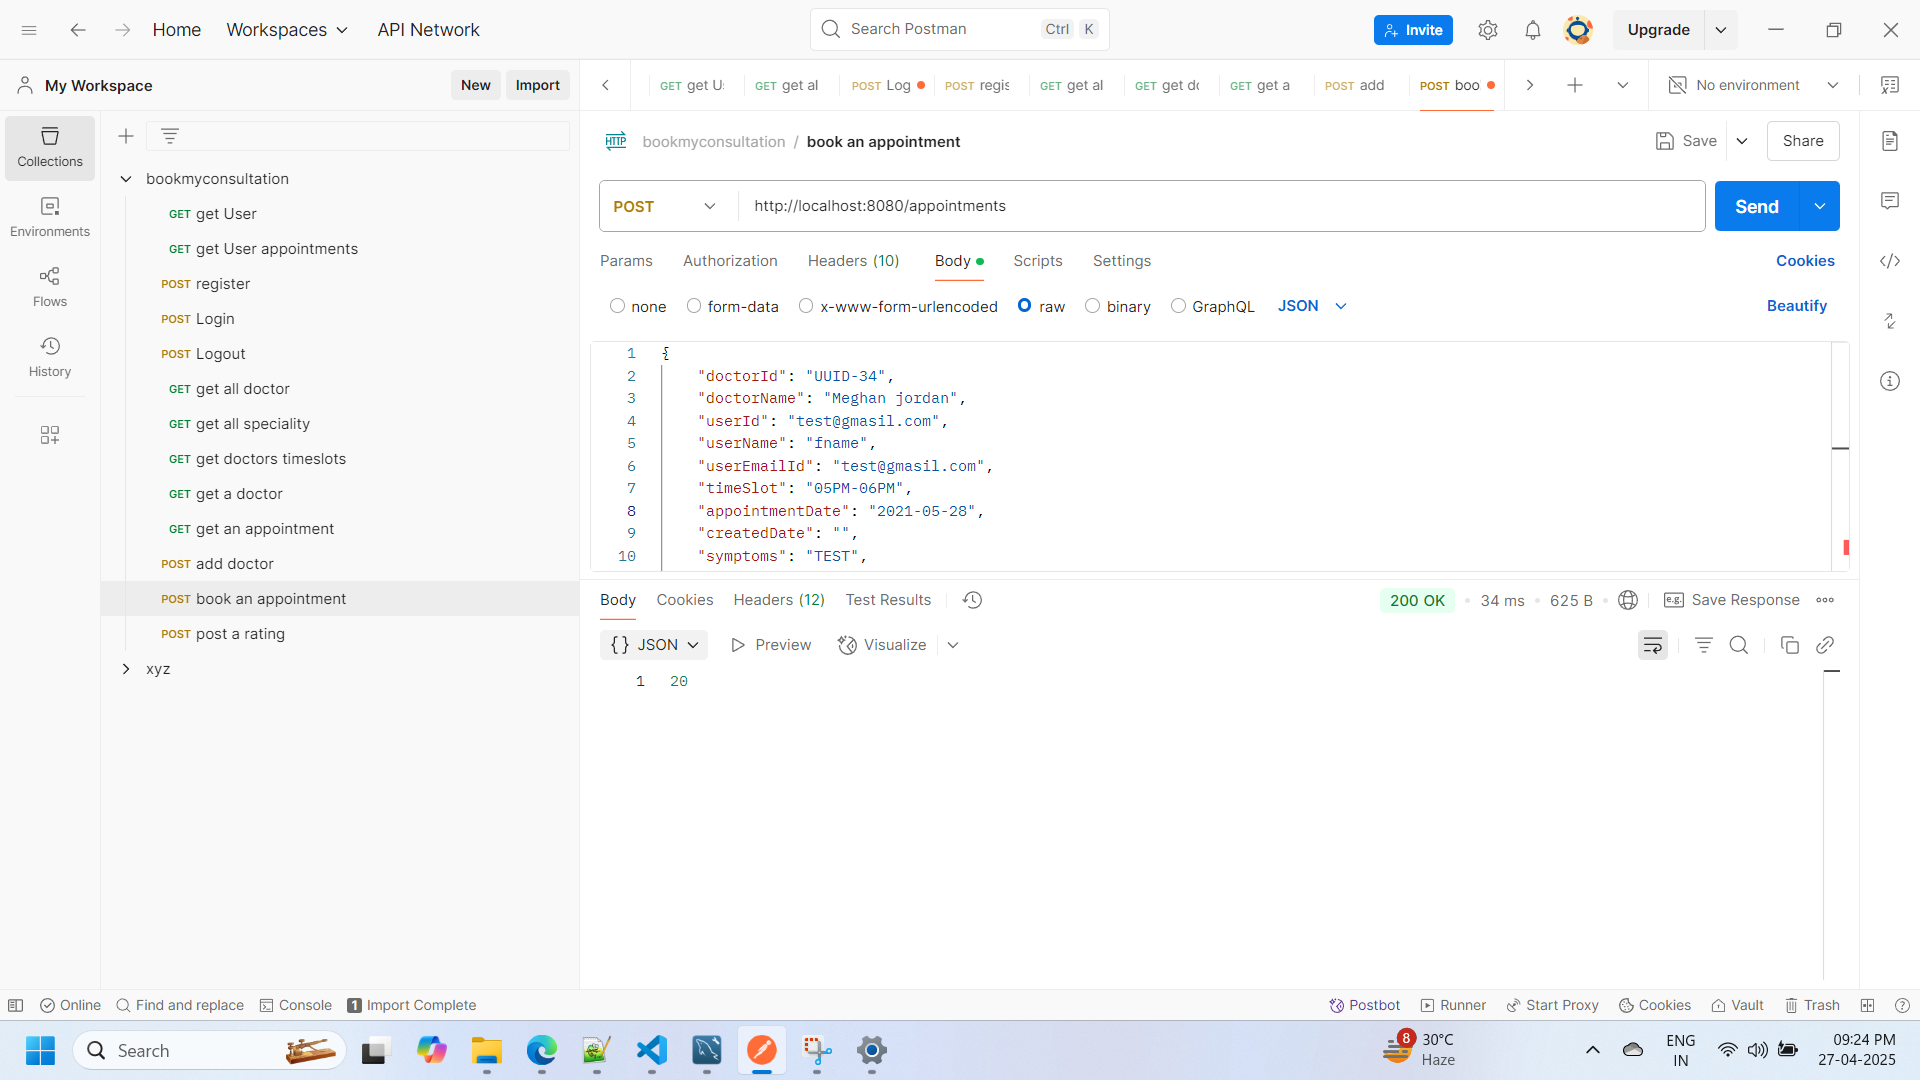 Home Workspaces API Network Search Postman Ctrl K Invite Upgrade
My Workspace New Import GET get U GET get al POST Log POST regis GET get al GET get do GET get a POST add POST boo No environment
Collections
Environments
Flows
History
bookmyconsultation
GET get User
GET get User appointments
POST register
POST Login
POST Logout
GET get all doctor
GET get all speciality
GET get doctors timeslots
GET get a doctor
GET get an appointment
POST add doctor
POST book an appointment
POST post a rating
xyz
HTTP bookmyconsultation / book an appointment Save Share
POST http://localhost:8080/appointments Send
Params Authorization Headers (10) Body Scripts Settings Cookies
none form-data x-www-form-urlencoded raw binary GraphQL JSON Beautify
1 {
2 "doctorId": "UUID-34",
3 "doctorName": "Meghan jordan",
4 "userId": "test@gmasil.com",
5 "userName": "fname",
6 "userEmailId": "test@gmasil.com",
7 "timeSlot": "05PM-06PM",
8 "appointmentDate": "2021-05-28",
9 "createdDate": "",
10 "symptoms": "TEST",
Body Cookies Headers (12) Test Results 200 OK 34 ms 625 B e.g. Save Response
{} JSON Preview Visualize
1 20
Online Find and replace Console 1 Import Complete Postbot Runner Start Proxy Cookies Vault Trash
Search 8 30°C Haze ENG IN 09:24 PM 27-04-2025